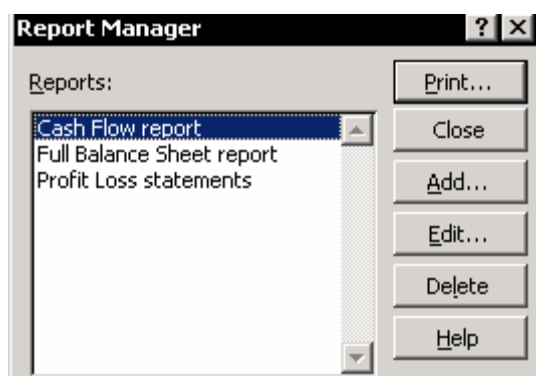 Report Manager ? X
Reports:
Cash Flow report
Full Balance Sheet report
Profit Loss statements
Print...
Close
Add...
Edit...
Delete
Help